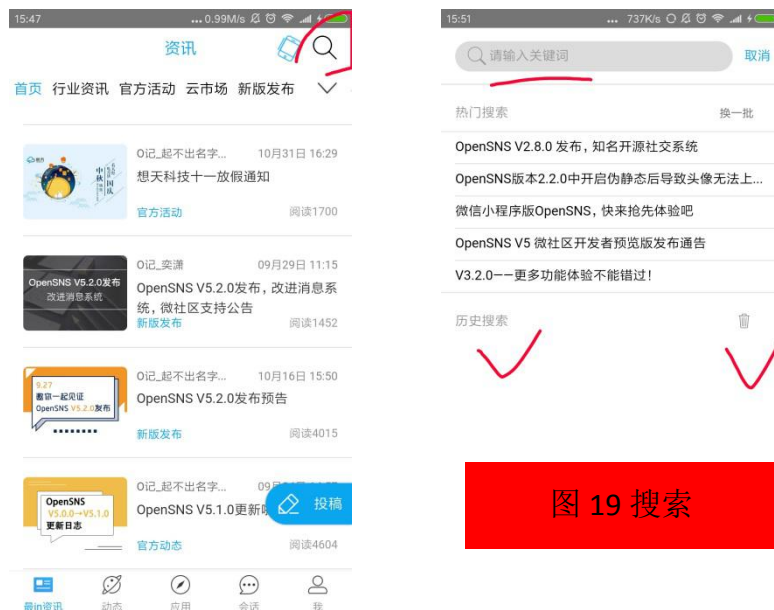 15:47
... 0.99M/s
资讯
首页 行业资讯 官方活动 云市场 新版发布
O记_起不出名字... 10月31日 16:29
想天科技十一放假通知
官方活动 阅读1700
中秋 国庆
O记_奕潇 09月29日 11:15
OpenSNS V5.2.0发布，改进消息系
统，微社区支持公告
新版发布 阅读1452
OpenSNS V5.2.0发布
改进消息系统
O记_起不出名字... 10月16日 15:50
OpenSNS V5.2.0发布预告
新版发布 阅读4015
9.27
邀你一起见证
OpenSNS V5.2.0发布
O记_起不出名字...
OpenSNS V5.1.0更新
官方动态 阅读4604
OpenSNS
V5.0.0→V5.1.0
更新日志
投稿
最in资讯 动态 应用 会话 我
15:51
... 737K/s
请输入关键词 取消
热门搜索 换一批
OpenSNS V2.8.0 发布，知名开源社交系统
OpenSNS版本2.2.0中开启伪静态后导致头像无法上...
微信小程序版OpenSNS，快来抢先体验吧
OpenSNS V5 微社区开发者预览版发布通告
V3.2.0——更多功能体验不能错过！
历史搜索
图 19 搜索